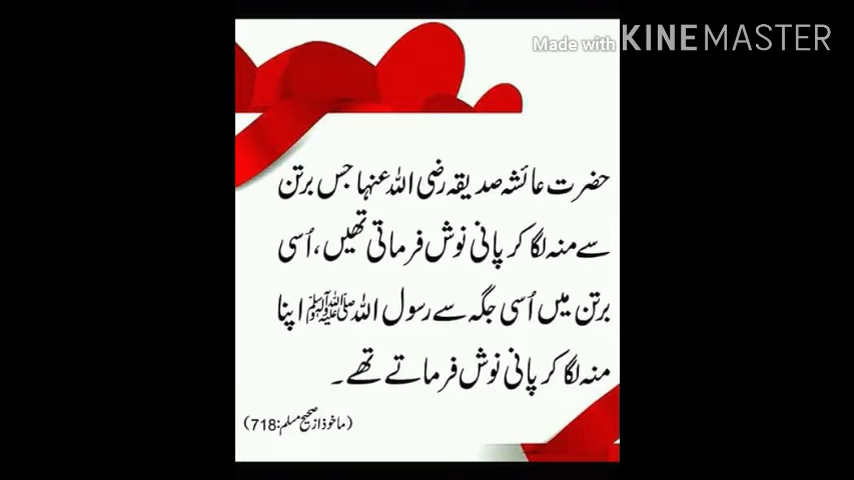 Made with KINEMASTER
حضرت عائشہ صدیقہ رضی اللہ عنہا جس برتن
سے منہ لگا کر پانی نوش فرماتی تھیں، اُسی
برتن میں اُسی جگہ سے رسول اللہ ﷺ اپنا
منہ لگا کر پانی نوش فرماتے تھے۔
(ماخوذ از صحیح مسلم: 718)